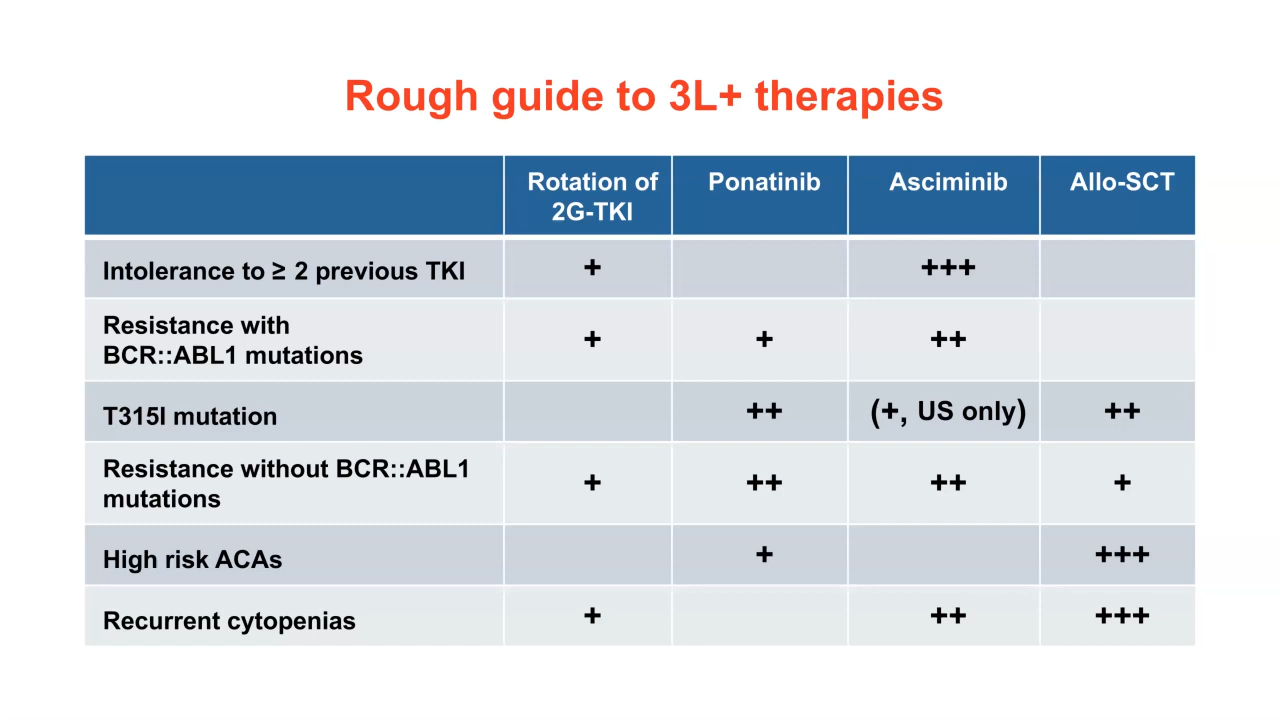 Rough guide to 3L+ therapies
Rotation of
2G-TKI
Ponatinib
Asciminib
Allo-SCT
Intolerance to ≥ 2 previous TKI
+
+++
Resistance with
BCR::ABL1 mutations
+
+
++
T315I mutation
++
(+, US only)
++
Resistance without BCR::ABL1
mutations
+
++
++
+
High risk ACAs
+
+++
Recurrent cytopenias
+
++
+++